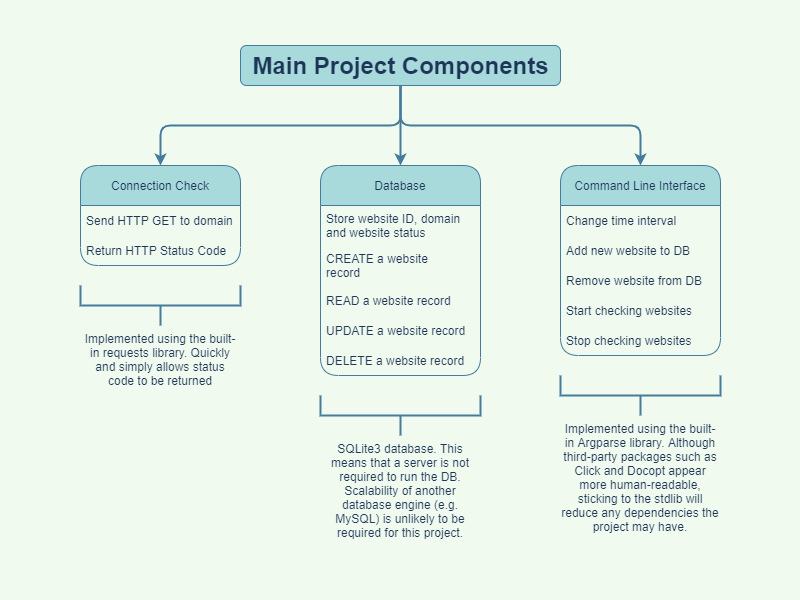 Main Project Components
Connection Check
Send HTTP GET to domain
Return HTTP Status Code
Implemented using the built-
in requests library. Quickly
and simply allows status
code to be returned
Database
Store website ID, domain
and website status
CREATE a website
record
READ a website record
UPDATE a website record
DELETE a website record
SQLite3 database. This
means that a server is not
required to run the DB.
Scalability of another
database engine (e.g.
MySQL) is unlikely to be
required for this project.
Command Line Interface
Change time interval
Add new website to DB
Remove website from DB
Start checking websites
Stop checking websites
Implemented using the built-
in Argparse library. Although
third-party packages such as
Click and Docopt appear
more human-readable,
sticking to the stdlib will
reduce any dependencies the
project may have.